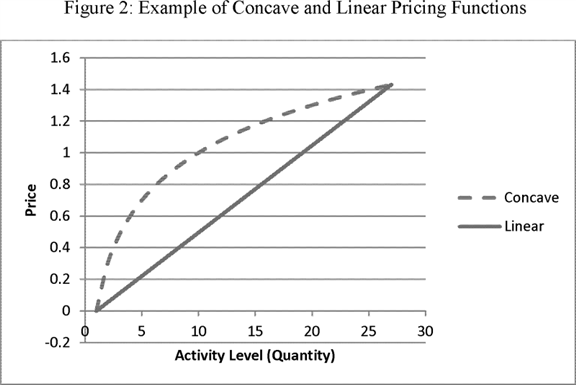 Figure 2: Example of Concave and Linear Pricing Functions
1.6
1.4
1.2
1
0.8
0.6
0.4
0.2
0
-0.2
Price
0 5 10 15 20 25 30
Activity Level (Quantity)
Concave
Linear